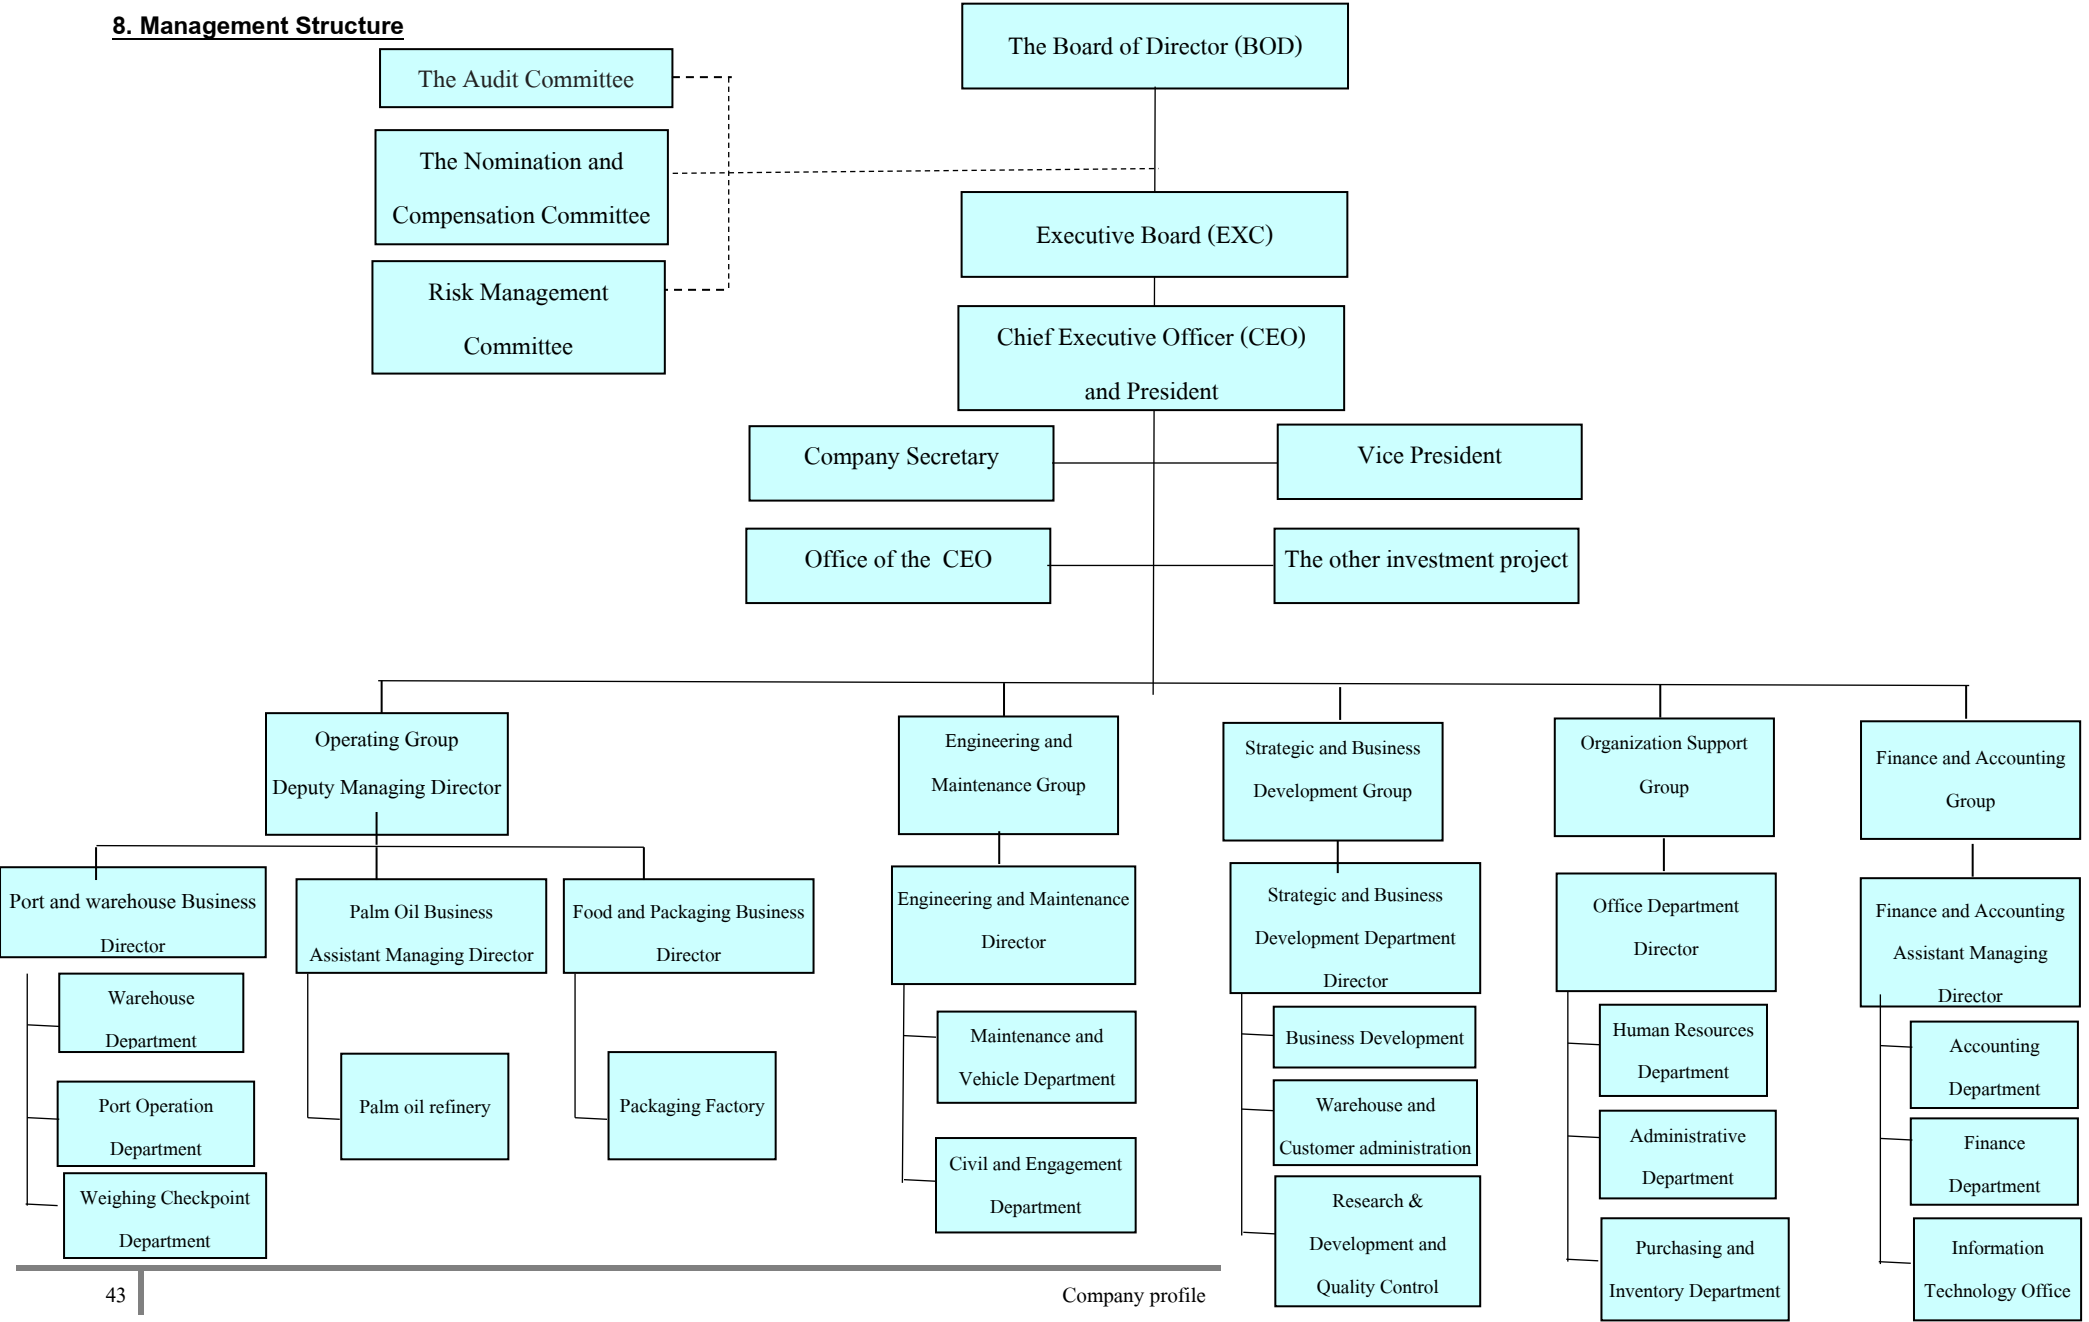 8. Management Structure
The Board of Director (BOD)
The Audit Committee
The Nomination and
Compensation Committee
Executive Board (EXC)
Risk Management
Committee
Chief Executive Officer (CEO)
and President
Company Secretary
Vice President
Office of the  CEO
The other investment project
Operating Group
Deputy Managing Director
Engineering and
Maintenance Group
Strategic and Business
Development Group
Organization Support
Group
Finance and Accounting
Group
Port and warehouse Business
Director
Palm Oil Business
Assistant Managing Director
Food and Packaging Business
Director
Engineering and Maintenance
Director
Strategic and Business
Development Department
Director
Office Department
Director
Finance and Accounting
Assistant Managing
Director
Warehouse
Department
Port Operation
Department
Weighing Checkpoint
Department
Palm oil refinery
Packaging Factory
Maintenance and
Vehicle Department
Civil and Engagement
Department
Business Development
Warehouse and
Customer administration
Research &
Development and
Quality Control
Human Resources
Department
Administrative
Department
Purchasing and
Inventory Department
Accounting
Department
Finance
Department
Information
Technology Office
43
Company profile